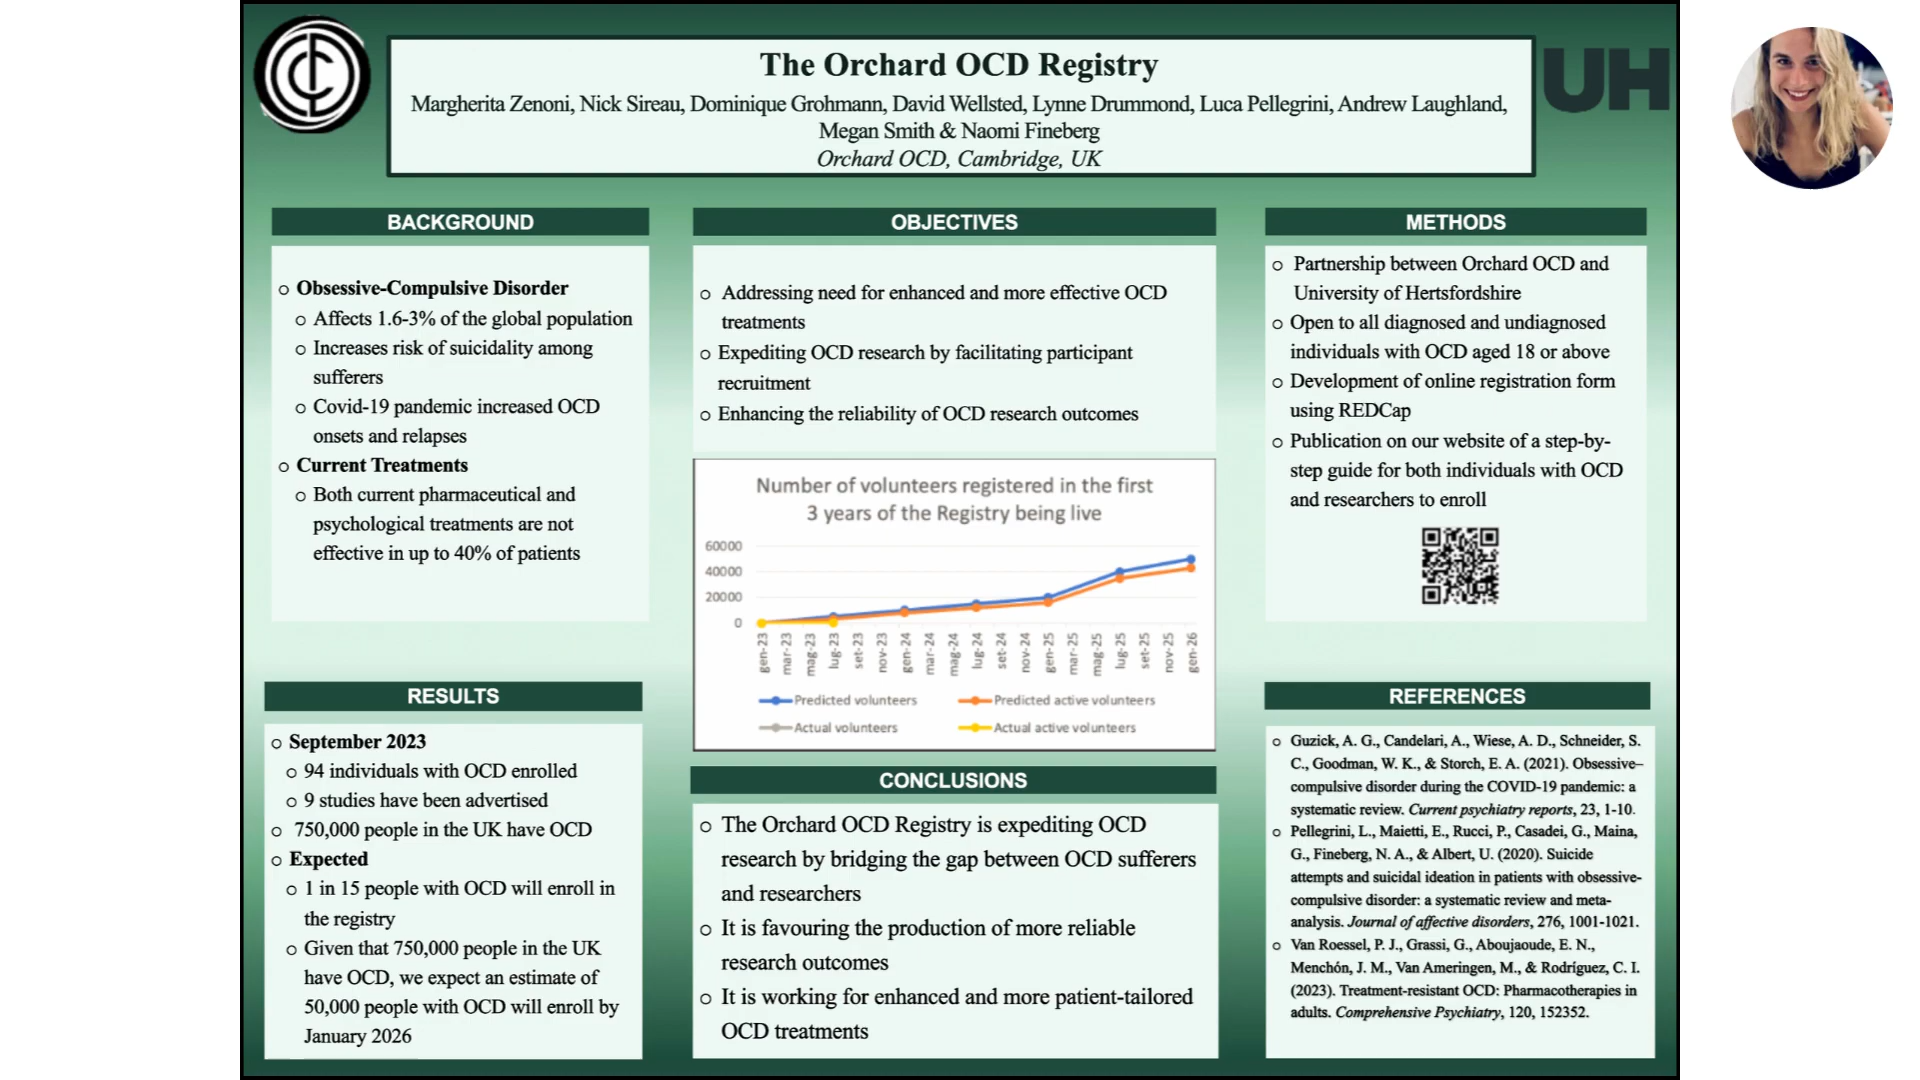 The Orchard OCD Registry
Margherita Zenoni, Nick Sireau, Dominique Grohmann, David Wellsted, Lynne Drummond, Luca Pellegrini, Andrew Laughland,
Megan Smith & Naomi Fineberg
Orchard OCD, Cambridge, UK
UH
BACKGROUND
Obsessive-Compulsive Disorder
Affects 1.6-3% of the global population
Increases risk of suicidality among
sufferers
Covid-19 pandemic increased OCD
onsets and relapses
Current Treatments
Both current pharmaceutical and
psychological treatments are not
effective in up to 40% of patients
RESULTS
September 2023
94 individuals with OCD enrolled
9 studies have been advertised
750,000 people in the UK have OCD
Expected
1 in 15 people with OCD will enroll in
the registry
Given that 750,000 people in the UK
have OCD, we expect an estimate of
50,000 people with OCD will enroll by
January 2026
OBJECTIVES
Addressing need for enhanced and more effective OCD
treatments
Expediting OCD research by facilitating participant
recruitment
Enhancing the reliability of OCD research outcomes
Number of volunteers registered in the first
3 years of the Registry being live
60000
40000
20000
0
gen-23 mar-23 mag-23 lug-23 set-23 nov-23 gen-24 mar-24 mag-24 lug-24 set-24 nov-24 gen-25 mar-25 mag-25 lug-25 set-25 nov-25 gen-26
Predicted volunteers Predicted active volunteers
Actual volunteers Actual active volunteers
CONCLUSIONS
The Orchard OCD Registry is expediting OCD
research by bridging the gap between OCD sufferers
and researchers
It is favouring the production of more reliable
research outcomes
It is working for enhanced and more patient-tailored
OCD treatments
METHODS
Partnership between Orchard OCD and
University of Hertsfordshire
Open to all diagnosed and undiagnosed
individuals with OCD aged 18 or above
Development of online registration form
using REDCap
Publication on our website of a step-by-
step guide for both individuals with OCD
and researchers to enroll
REFERENCES
Guzick, A. G., Candelari, A., Wiese, A. D., Schneider, S.
C., Goodman, W. K., & Storch, E. A. (2021). Obsessive–
compulsive disorder during the COVID-19 pandemic: a
systematic review. Current psychiatry reports, 23, 1-10.
Pellegrini, L., Maietti, E., Rucci, P., Casadei, G., Maina,
G., Fineberg, N. A., & Albert, U. (2020). Suicide
attempts and suicidal ideation in patients with obsessive-
compulsive disorder: a systematic review and meta-
analysis. Journal of affective disorders, 276, 1001-1021.
Van Roessel, P. J., Grassi, G., Aboujaoude, E. N.,
Menchón, J. M., Van Ameringen, M., & Rodríguez, C. I.
(2023). Treatment-resistant OCD: Pharmacotherapies in
adults. Comprehensive Psychiatry, 120, 152352.